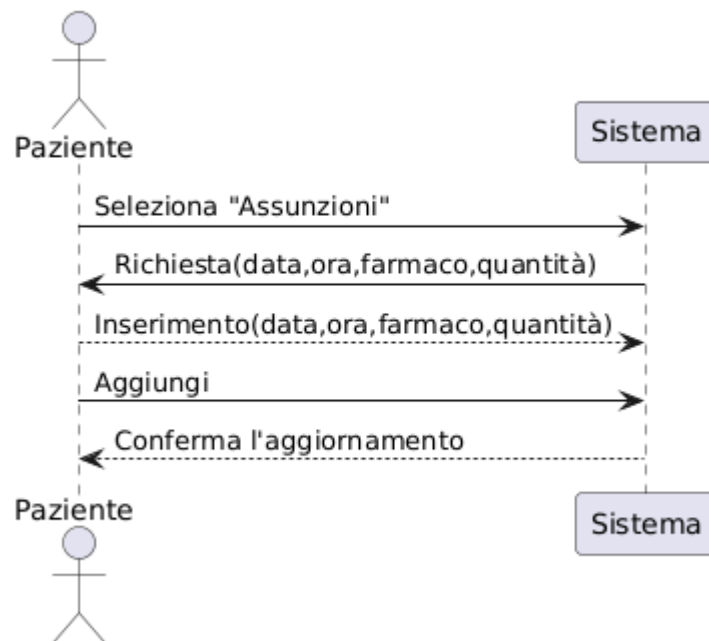 Paziente
Sistema
Seleziona "Assunzioni"
Richiesta(data,ora,farmaco,quantità)
Inserimento(data,ora,farmaco,quantità)
Aggiungi
Conferma l'aggiornamento
Paziente
Sistema